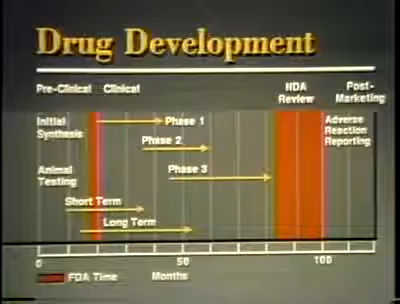 Drug Development
Pre-Clinical Clinical NDA Review Post-Marketing
Initial Synthesis
Phase 1
Adverse Reaction Reporting
Phase 2
Animal Testing
Phase 3
Short Term
Long Term
0 50 100
FDA Time Months